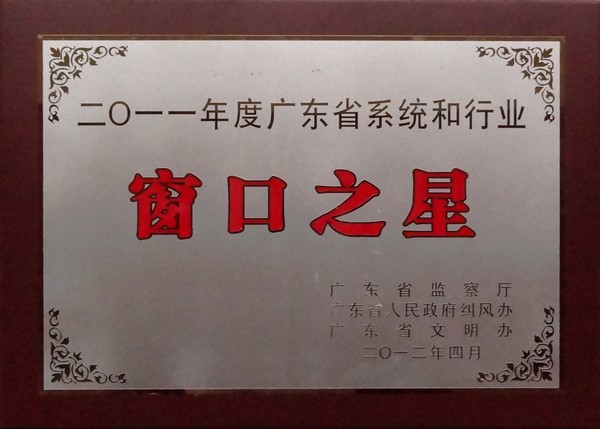 二〇一一年度广东省系统和行业
窗口之星
广东省监察厅
广东省人民政府纠风办
广东省文明办
二〇一二年四月